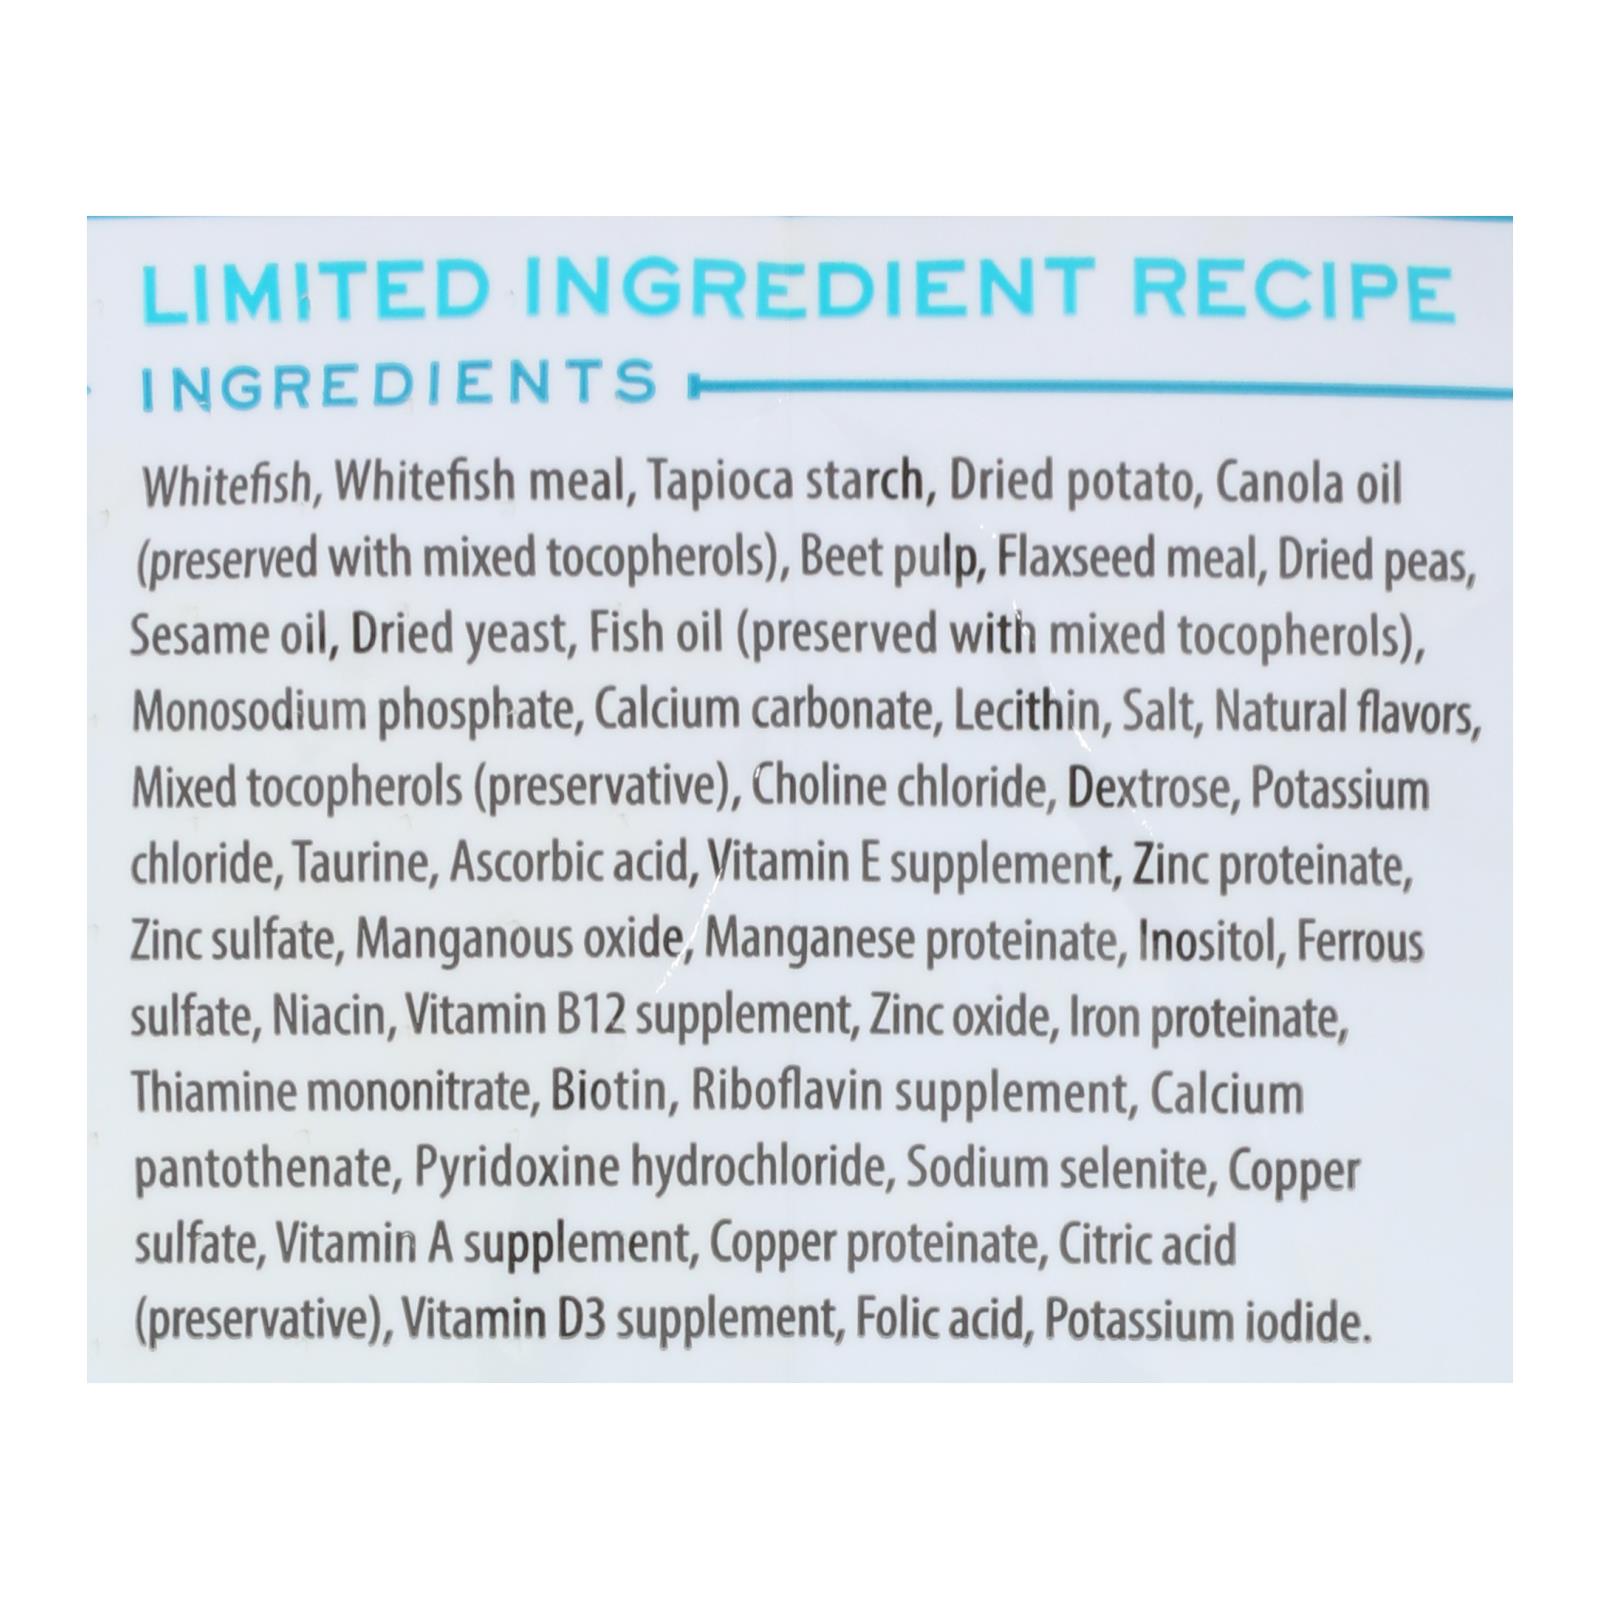 LIMITED INGREDIENT RECIPE
INGREDIENTS
Whitefish, Whitefish meal, Tapioca starch, Dried potato, Canola oil
(preserved with mixed tocopherols), Beet pulp, Flaxseed meal, Dried peas,
Sesame oil, Dried yeast, Fish oil (preserved with mixed tocopherols),
Monosodium phosphate, Calcium carbonate, Lecithin, Salt, Natural flavors,
Mixed tocopherols (preservative), Choline chloride, Dextrose, Potassium
chloride, Taurine, Ascorbic acid, Vitamin E supplement, Zinc proteinate,
Zinc sulfate, Manganous oxide, Manganese proteinate, Inositol, Ferrous
sulfate, Niacin, Vitamin B12 supplement, Zinc oxide, Iron proteinate,
Thiamine mononitrate, Biotin, Riboflavin supplement, Calcium
pantothenate, Pyridoxine hydrochloride, Sodium selenite, Copper
sulfate, Vitamin A supplement, Copper proteinate, Citric acid
(preservative), Vitamin D3 supplement, Folic acid, Potassium iodide.